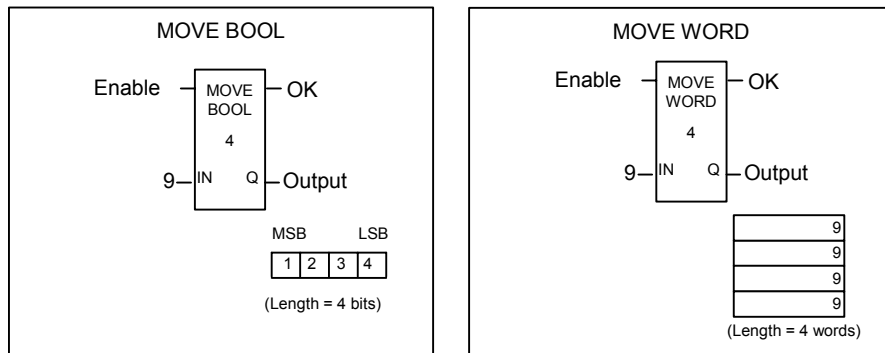 MOVE BOOL
Enable
MOVE
BOOL
OK
4
9
IN
Q
Output
MSB
LSB
1 2 3 4
(Length = 4 bits)
MOVE WORD
Enable
MOVE
WORD
OK
4
9
IN
Q
Output
9
9
9
9
(Length = 4 words)